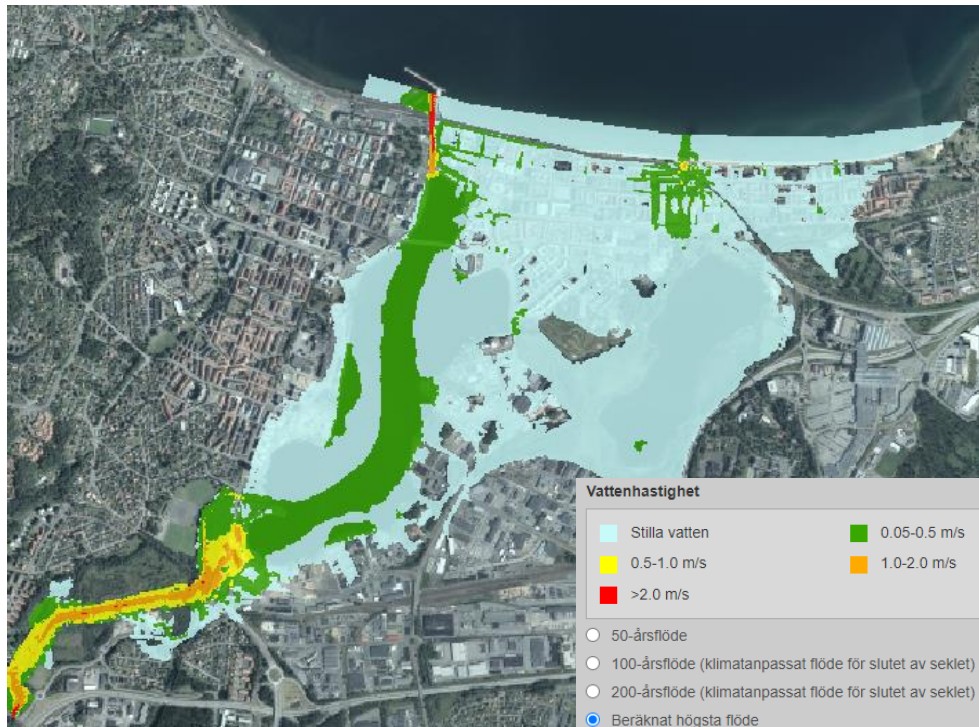 Vattenhastighet
Stilla vatten
0.05-0.5 m/s
0.5-1.0 m/s
1.0-2.0 m/s
>2.0 m/s
50-årsflöde
100-årsflöde (klimatanpassat flöde för slutet av seklet)
200-årsflöde (klimatanpassat flöde för slutet av seklet)
Beräknat högsta flöde